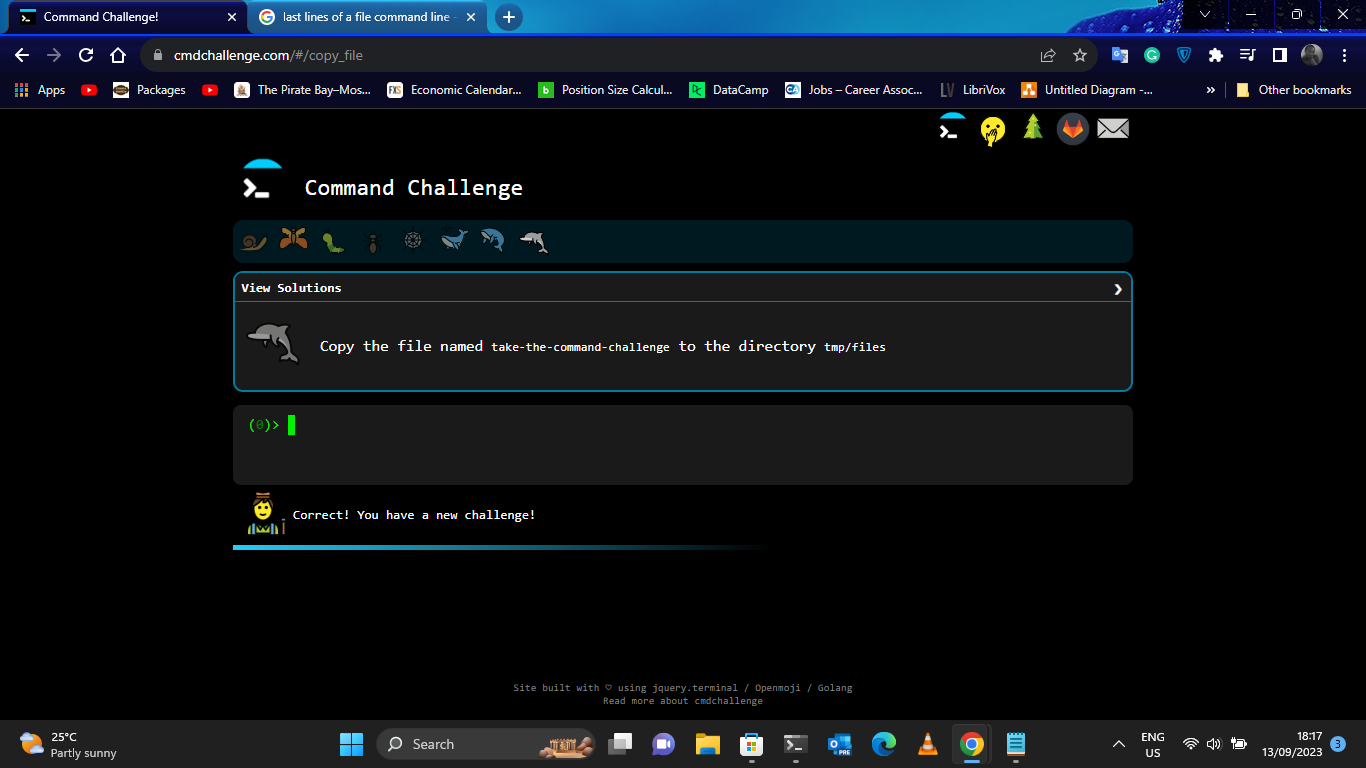 Command Challenge!
last lines of a file command line -
cmdchallenge.com/#/copy_file
Apps
Packages
The Pirate Bay–Mos...
Economic Calendar...
Position Size Calcul...
DataCamp
Jobs – Career Assoc...
LibriVox
Untitled Diagram -...
»
Other bookmarks
Command Challenge
View Solutions
Copy the file named take-the-command-challenge to the directory tmp/files
(0)>
Correct! You have a new challenge!
Site built with ♡ using jquery.terminal / Openmoji / Golang
Read more about cmdchallenge
25°C
Partly sunny
Search
ENG
US
18:17
13/09/2023
3